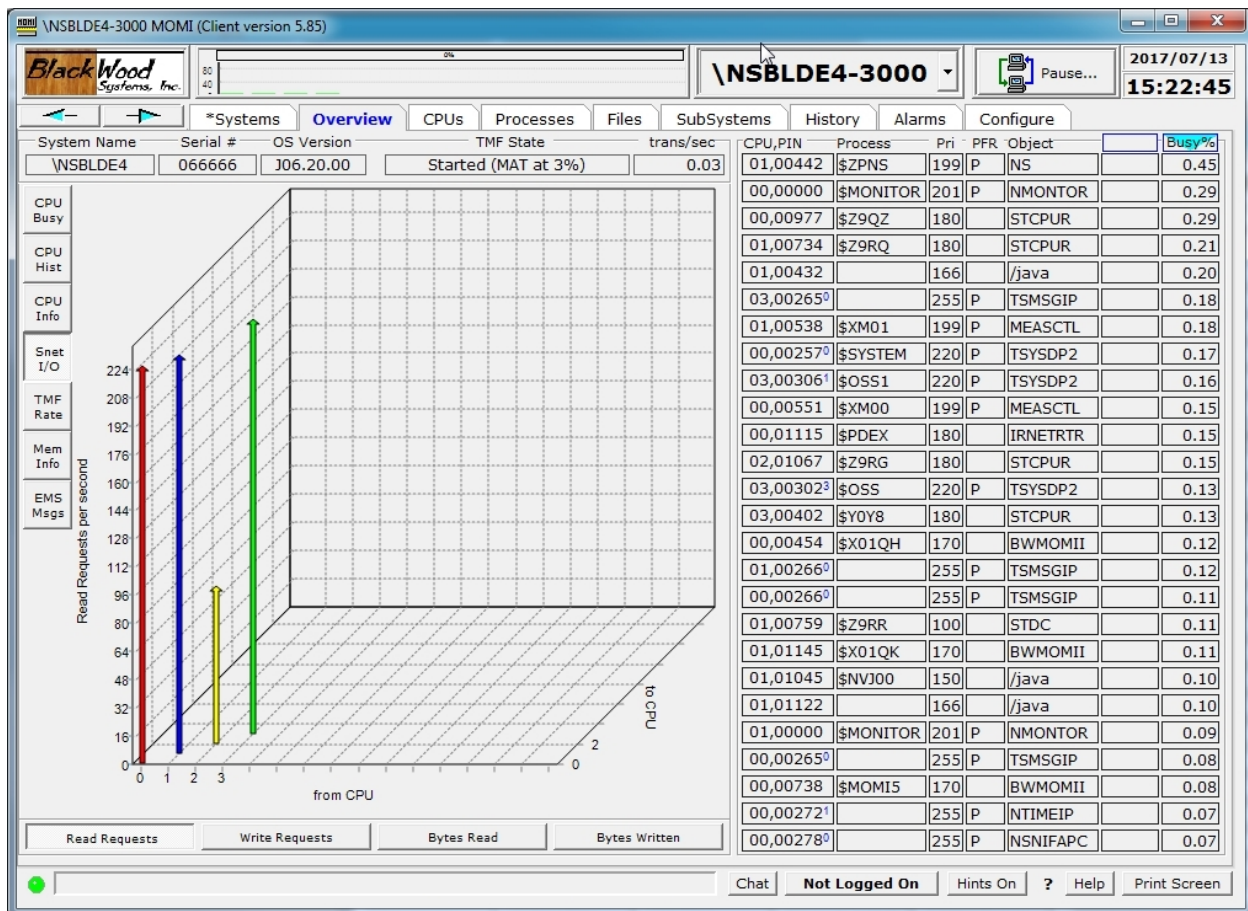 \NSBLDE4-3000 MOMI (Client version 5.85)
BlackWood
Systems, Inc.
80
40
0%
\NSBLDE4-3000
Pause...
2017/07/13
15:22:45
*Systems Overview CPUs Processes Files SubSystems History Alarms Configure
System Name Serial # OS Version TMF State trans/sec
\NSBLDE4 066666 J06.20.00 Started (MAT at 3%) 0.03
CPU
Busy
CPU
Hist
CPU
Info
Snet
I/O
TMF
Rate
Mem
Info
EMS
Msgs
Read Requests per second
224
208
192
176
160
144
128
112
96
80
64
48
32
16
0
0 1 2 3
from CPU
0
2
to CPU
Read Requests Write Requests Bytes Read Bytes Written
CPU,PIN Process Pri PFR Object Busy%
01,00442 $ZPNS 199 P NS 0.45
00,00000 $MONITOR 201 P NMONTOR 0.29
00,00977 $Z9QZ 180 STCPUR 0.29
01,00734 $Z9RQ 180 STCPUR 0.21
01,00432 166 /java 0.20
03,00265⁰ 255 P TSMSGIP 0.18
01,00538 $XM01 199 P MEASCTL 0.18
00,00257⁰ $SYSTEM 220 P TSYSDP2 0.17
03,00306¹ $OSS1 220 P TSYSDP2 0.16
00,00551 $XM00 199 P MEASCTL 0.15
00,01115 $PDEX 180 IRNETRTR 0.15
02,01067 $Z9RG 180 STCPUR 0.15
03,00302³ $OSS 220 P TSYSDP2 0.13
03,00402 $Y0Y8 180 STCPUR 0.13
00,00454 $X01QH 170 BWMOMII 0.12
01,00266⁰ 255 P TSMSGIP 0.12
00,00266⁰ 255 P TSMSGIP 0.11
01,00759 $Z9RR 100 STDC 0.11
01,01145 $X01QK 170 BWMOMII 0.11
01,01045 $NVJ00 150 /java 0.10
01,01122 166 /java 0.10
01,00000 $MONITOR 201 P NMONTOR 0.09
00,00265⁰ 255 P TSMSGIP 0.08
00,00738 $MOMI5 170 BWMOMII 0.08
00,00272¹ 255 P NTIMEIP 0.07
00,00278⁰ 255 P NSNIFAPC 0.07
Chat Not Logged On Hints On ? Help Print Screen